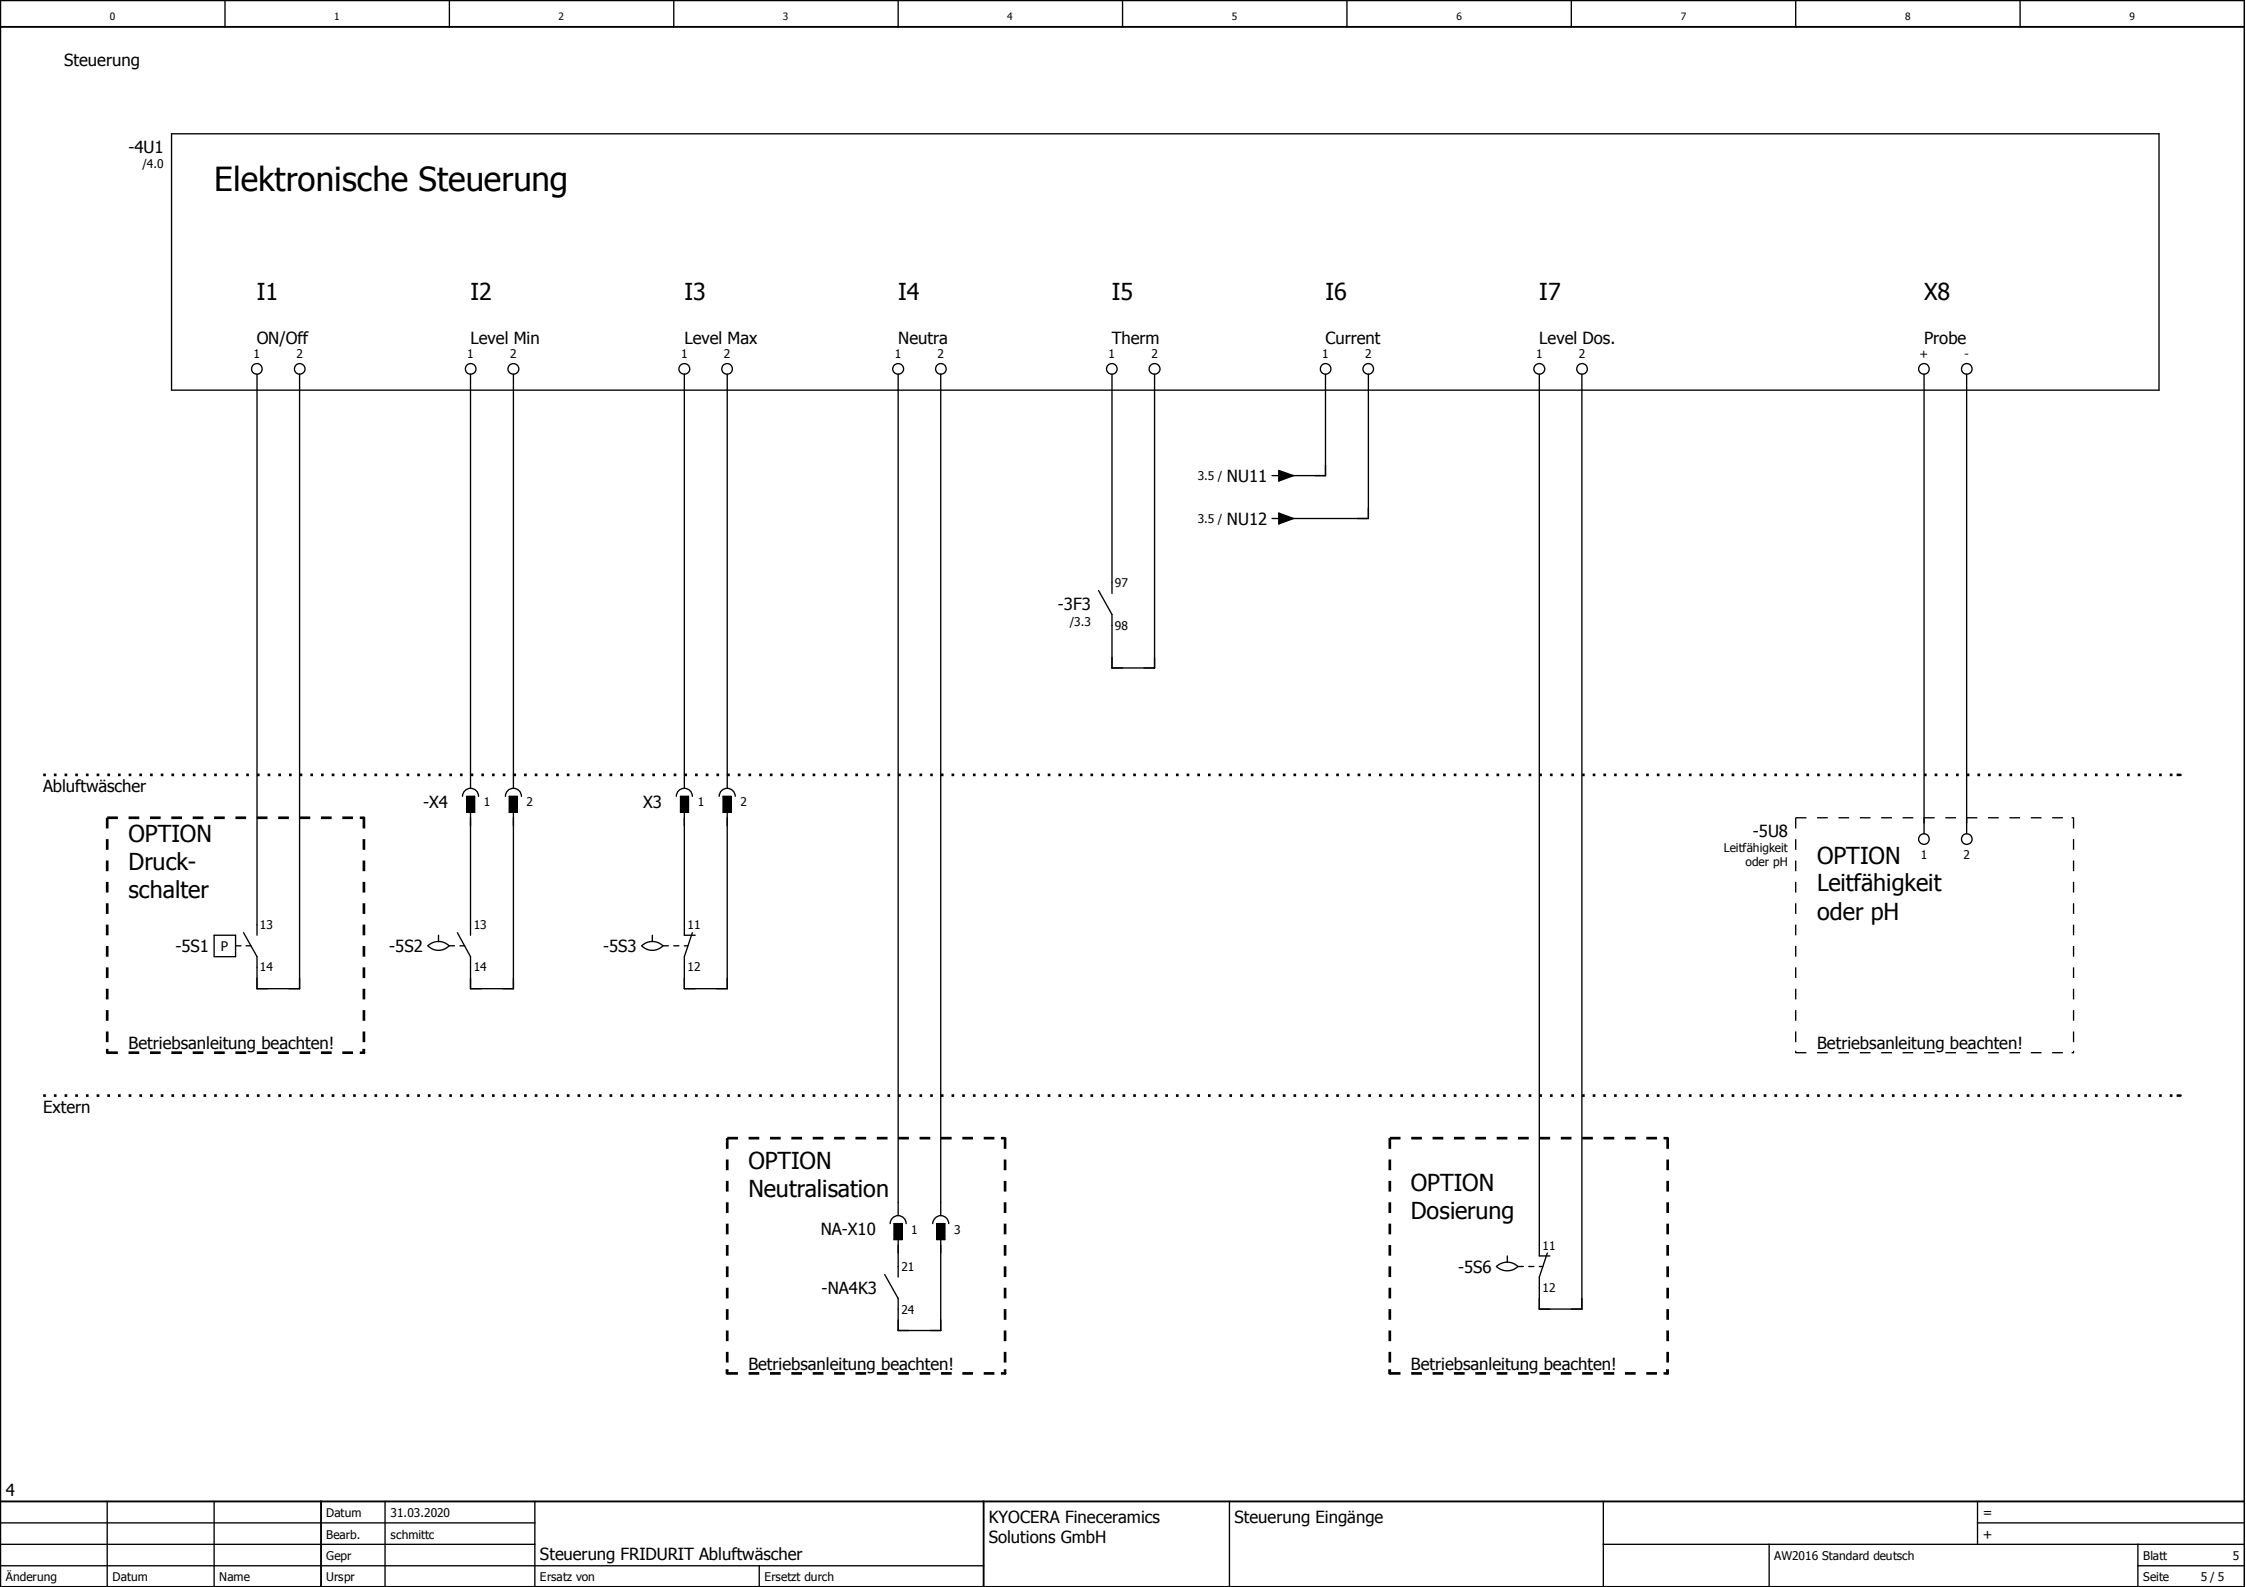 0 1 2 3 4 5 6 7 8 9
Steuerung
-4U1
/4.0
Elektronische Steuerung
I1 I2 I3 I4 I5 I6 I7 X8
ON/Off Level Min Level Max Neutra Therm Current Level Dos. Probe
1 2 1 2 1 2 1 2 1 2 1 2 1 2 + -
3.5 / NU11
3.5 / NU12
97
-3F3
/3.3
98
Abluftwäscher
-X4 1 2
X3 1 2
OPTION
Druck-
schalter
13
-5S1 P
14
Betriebsanleitung beachten!
13
-5S2
14
11
-5S3
12
-5U8
Leitfähigkeit
oder pH
1 2
OPTION
Leitfähigkeit
oder pH
Betriebsanleitung beachten!
Extern
OPTION
Neutralisation
NA-X10 1 3
21
-NA4K3
24
Betriebsanleitung beachten!
OPTION
Dosierung
11
-5S6
12
Betriebsanleitung beachten!
4
Datum 31.03.2020
Bearb. schmittc
Gepr
Änderung Datum Name Urspr
Steuerung FRIDURIT Abluftwäscher
Ersatz von Ersetzt durch
KYOCERA Fineceramics
Solutions GmbH
Steuerung Eingänge
=
+
AW2016 Standard deutsch
Blatt 5
Seite 5 / 5